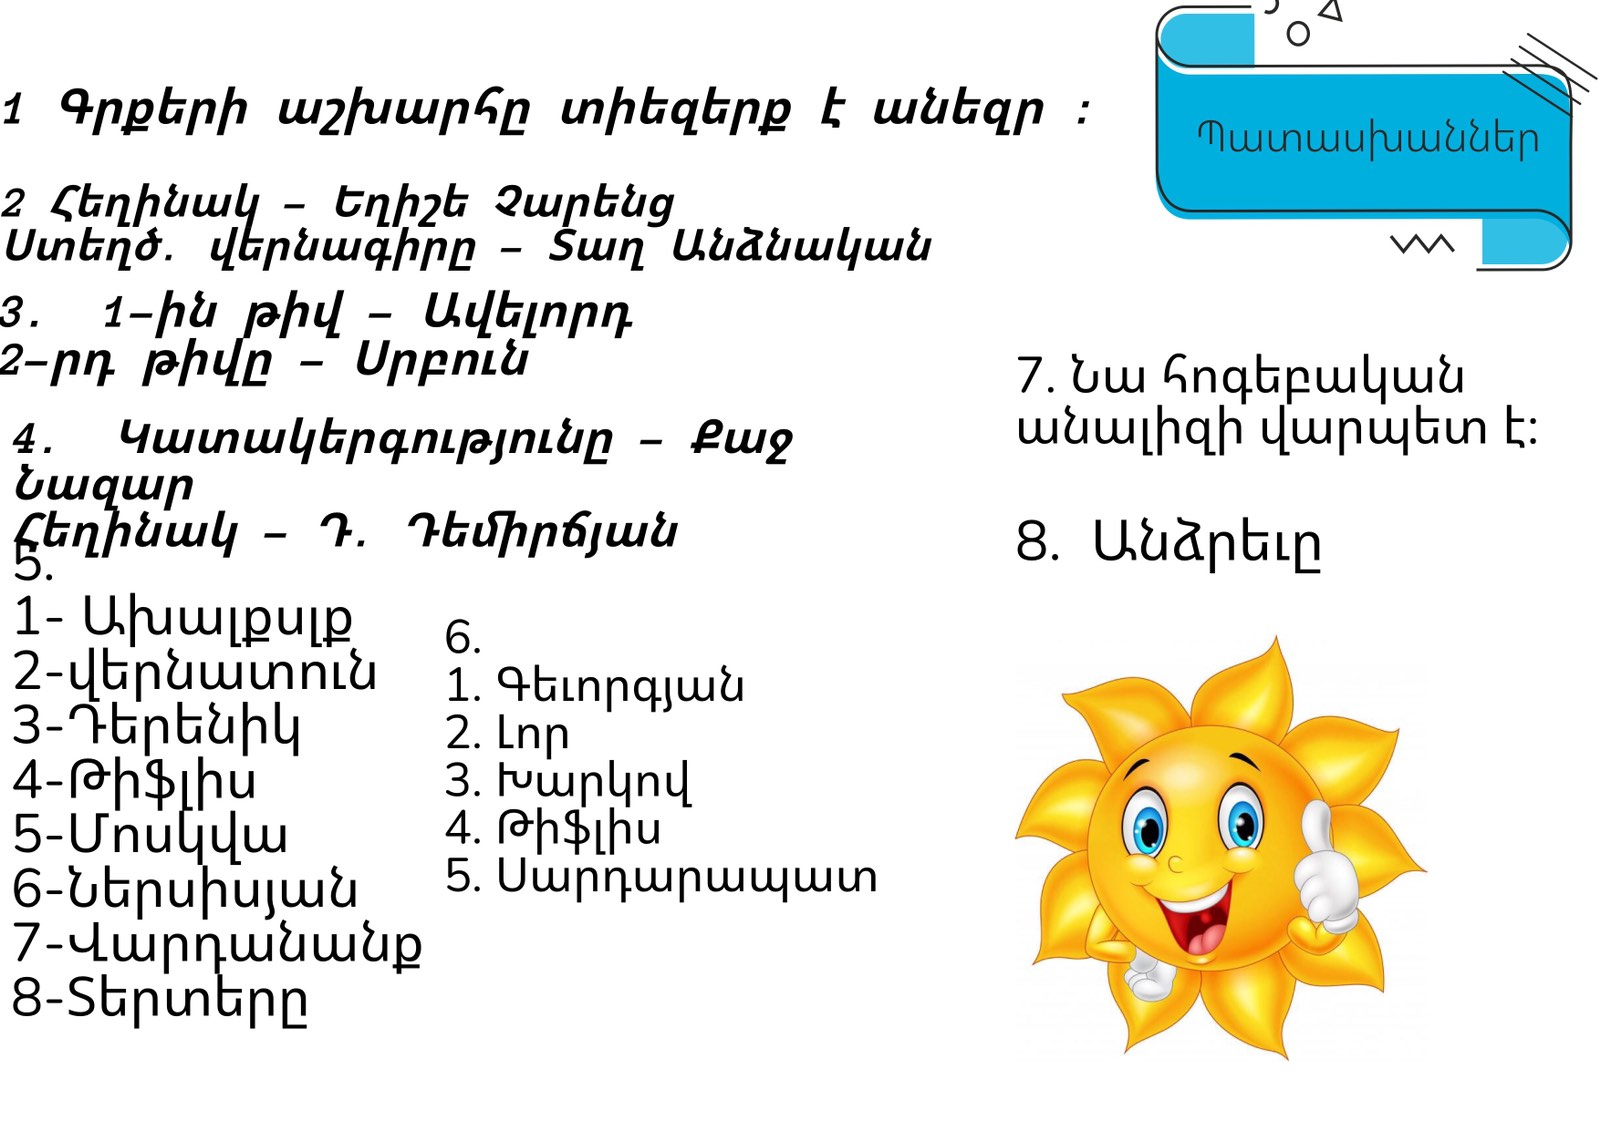 Պատասխաններ
1 Գրքերի աշխարհը տիեզերք է անեզր :
2 Հեղինակ – Եղիշե Չարենց
Ստեղծ. վերնագիրը – Տաղ Անձնական
3. 1-ին թիվ – Ավելորդ
2-րդ թիվը – Սրբուն
4. Կատակերգությունը – Քաջ
Նազար
Հեղինակ – Դ. Դեմիրճյան
5.
1- Ախալքսլք
2-վերնատուն
3-Դերենիկ
4-Թիֆլիս
5-Մոսկվա
6-Ներսիսյան
7-Վարդանանք
8-Տերտերը
6.
1. Գեւորգյան
2. Լոր
3. Խարկով
4. Թիֆլիս
5. Սարդարապատ
7. Նա հոգեբական
անալիզի վարպետ է:
8. Անձրեւը